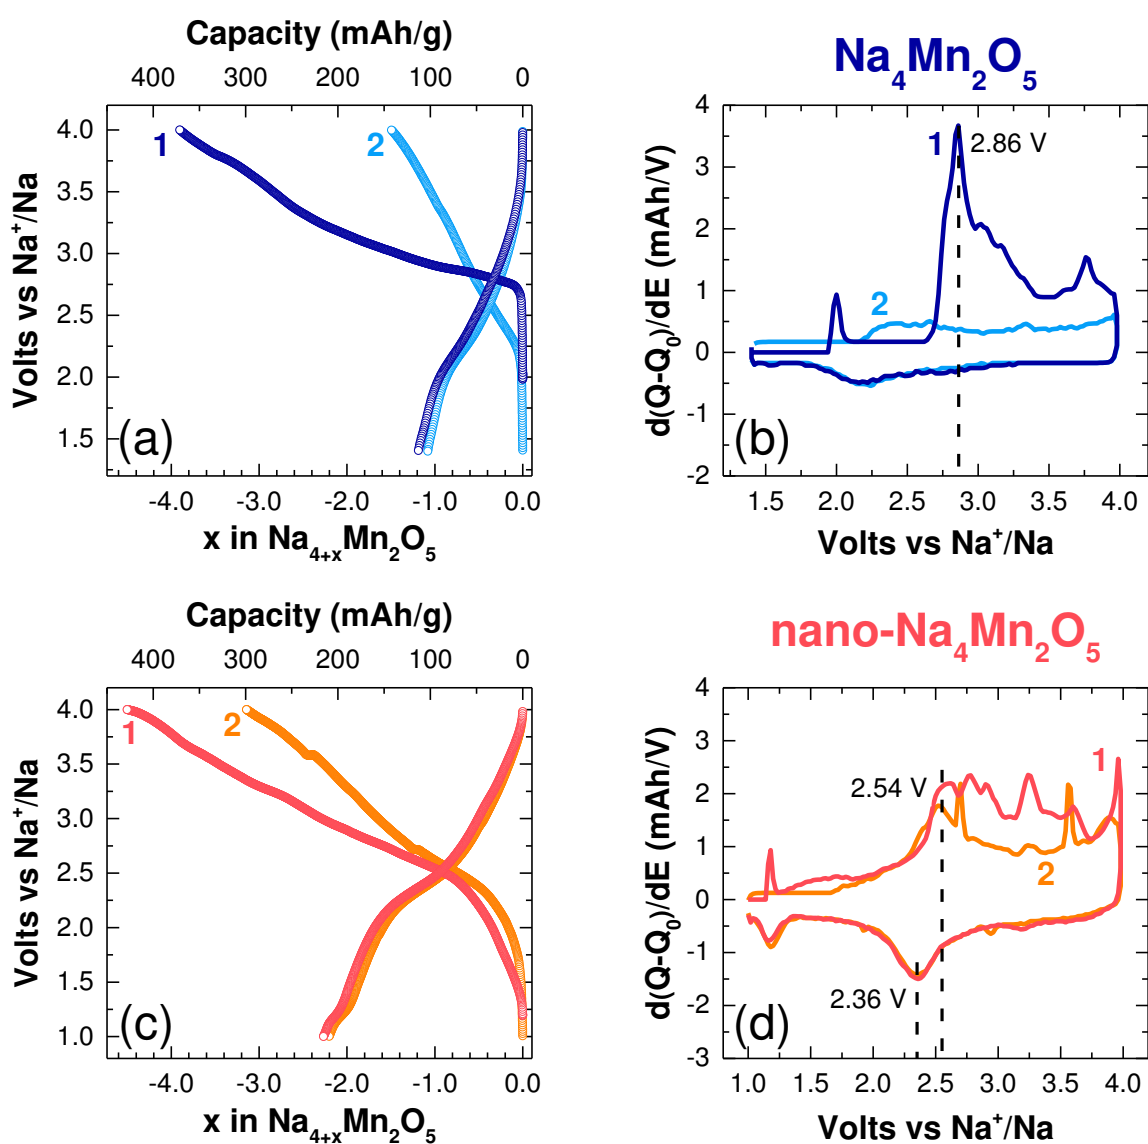 Capacity (mAh/g)
400 300 200 100 0
Volts vs Na⁺/Na
4.0
3.5
3.0
2.5
2.0
1.5
1
2
(a)
-4.0 -3.0 -2.0 -1.0 0.0
x in Na₄₊ₓMn₂O₅
Na₄Mn₂O₅
d(Q-Q₀)/dE (mAh/V)
4
3
2
1
0
-1
-2
1
2.86 V
2
(b)
1.5 2.0 2.5 3.0 3.5 4.0
Volts vs Na⁺/Na
Capacity (mAh/g)
400 300 200 100 0
Volts vs Na⁺/Na
4.0
3.5
3.0
2.5
2.0
1.5
1.0
1
2
(c)
-4.0 -3.0 -2.0 -1.0 0.0
x in Na₄₊ₓMn₂O₅
nano-Na₄Mn₂O₅
d(Q-Q₀)/dE (mAh/V)
4
3
2
1
0
-1
-2
-3
1
2.54 V
2
2.36 V
(d)
1.0 1.5 2.0 2.5 3.0 3.5 4.0
Volts vs Na⁺/Na